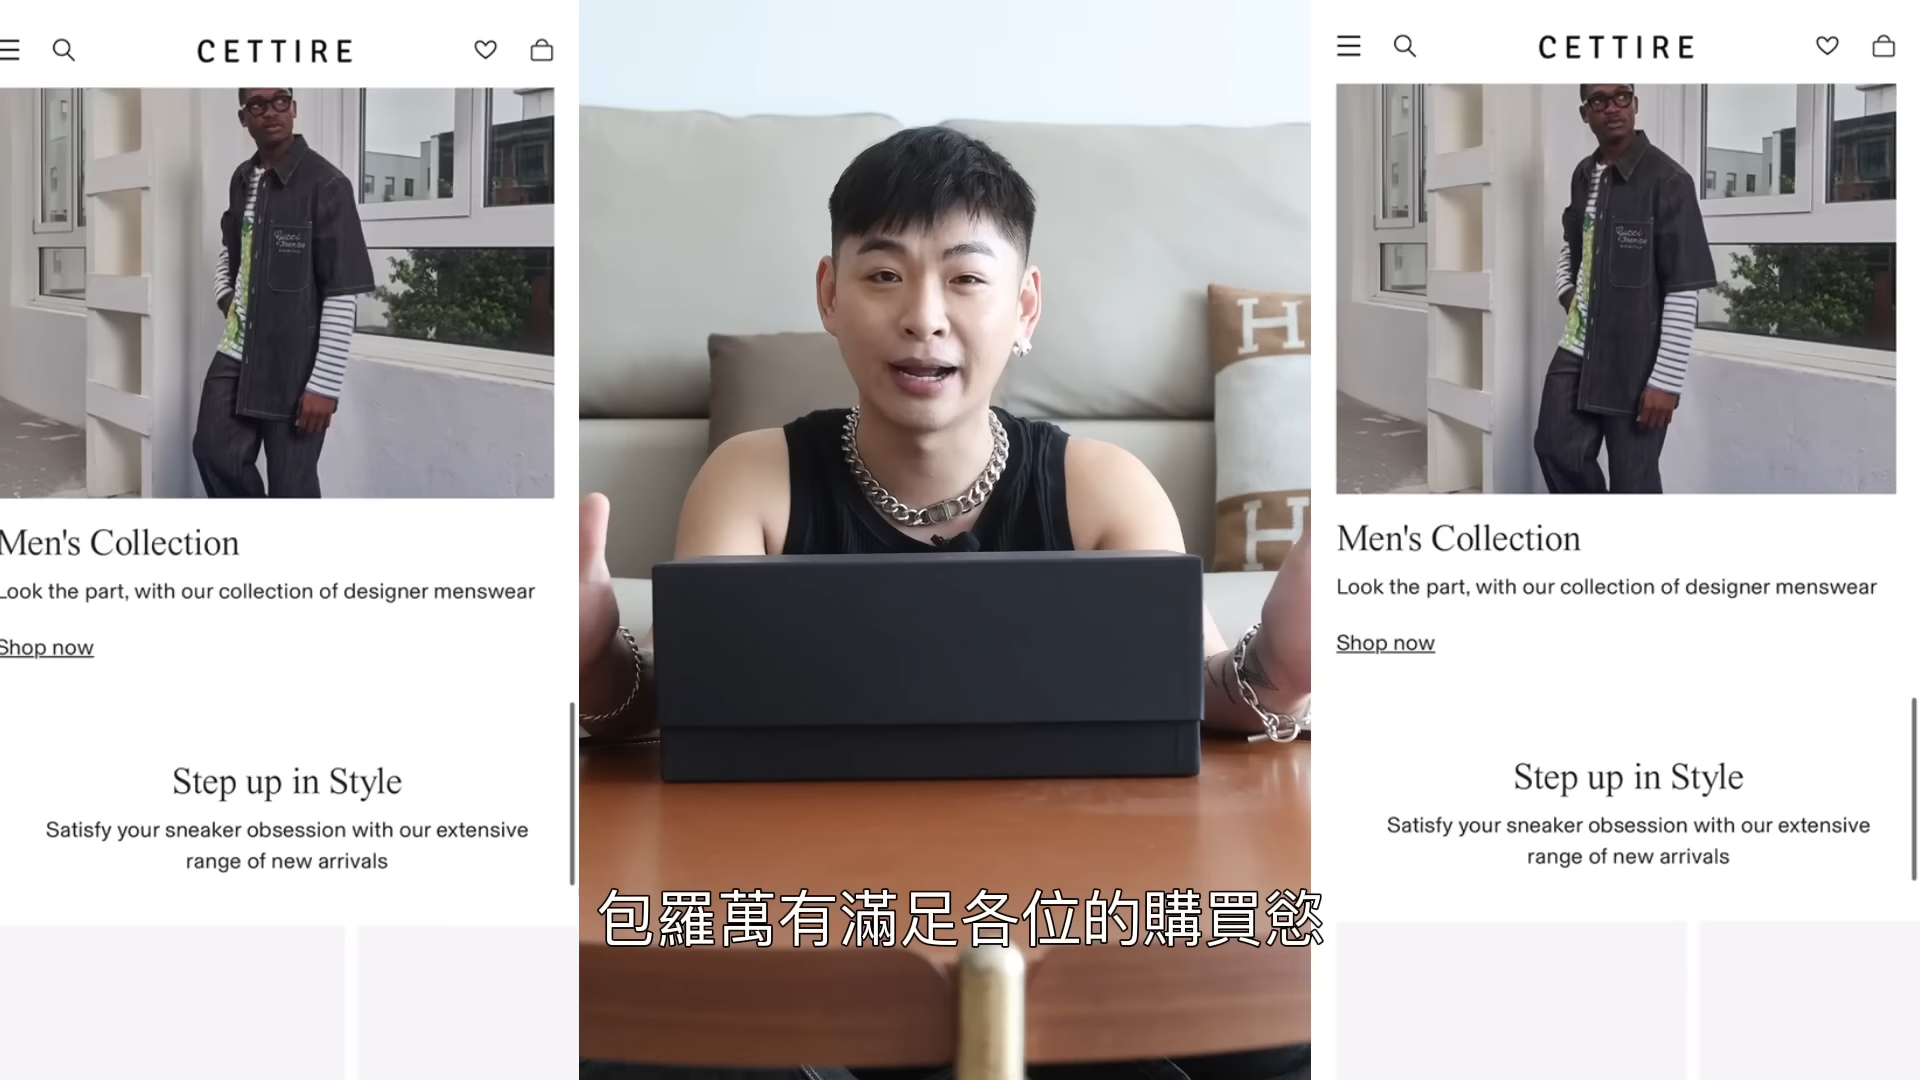 CETTIRE
Gucci
Men's Collection
Look the part, with our collection of designer menswear
Shop now
Step up in Style
Satisfy your sneaker obsession with our extensive
range of new arrivals
H
H
包羅萬有滿足各位的購買慾
CETTIRE
Gucci
Men's Collection
Look the part, with our collection of designer menswear
Shop now
Step up in Style
Satisfy your sneaker obsession with our extensive
range of new arrivals